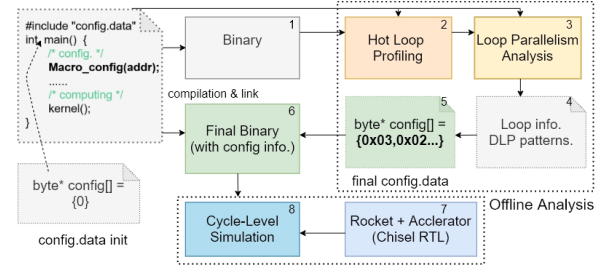 #include "config.data"
int main() {
/* config. */
Macro_config(addr);
......
/* computing */
kernel();
}
byte* config[] =
{0}
config.data init
compilation & link
1
Binary
2
Hot Loop
Profiling
3
Loop Parallelism
Analysis
4
Loop info.
DLP patterns.
5
byte* config[] =
{0x03,0x02...}
final config.data
6
Final Binary
(with config info.)
Offline Analysis
8
Cycle-Level
Simulation
7
Rocket + Acclerator
(Chisel RTL)